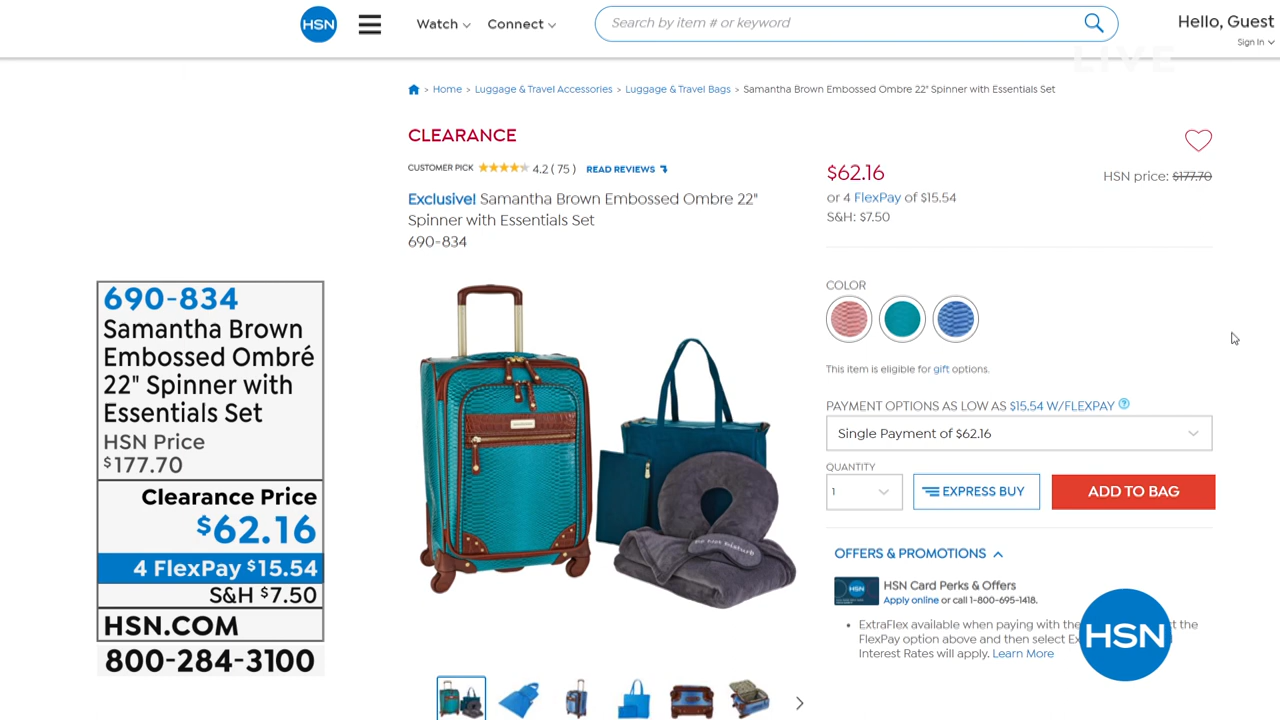 HSN
Watch
Connect
Search by item # or keyword
Hello, Guest
Sign In
LIVE
> Home > Luggage & Travel Accessories > Luggage & Travel Bags > Samantha Brown Embossed Ombre 22" Spinner with Essentials Set
CLEARANCE
CUSTOMER PICK 4.2 ( 75 ) READ REVIEWS
Exclusive! Samantha Brown Embossed Ombre 22"
Spinner with Essentials Set
690-834
$62.16
HSN price: $177.70
or 4 FlexPay of $15.54
S&H: $7.50
COLOR
This item is eligible for gift options.
PAYMENT OPTIONS AS LOW AS $15.54 W/FLEXPAY ?
Single Payment of $62.16
QUANTITY
1
EXPRESS BUY
ADD TO BAG
OFFERS & PROMOTIONS
HSN
HSN Card Perks & Offers
Apply online or call 1-800-695-1418.
• ExtraFlex available when paying with the
ct the
FlexPay option above and then select
Interest Rates will apply. Learn More
HSN
Do Not Disturb
690-834
Samantha Brown
Embossed Ombré
22" Spinner with
Essentials Set
HSN Price
$177.70
Clearance Price
$62.16
4 FlexPay $15.54
S&H $7.50
HSN.COM
800-284-3100